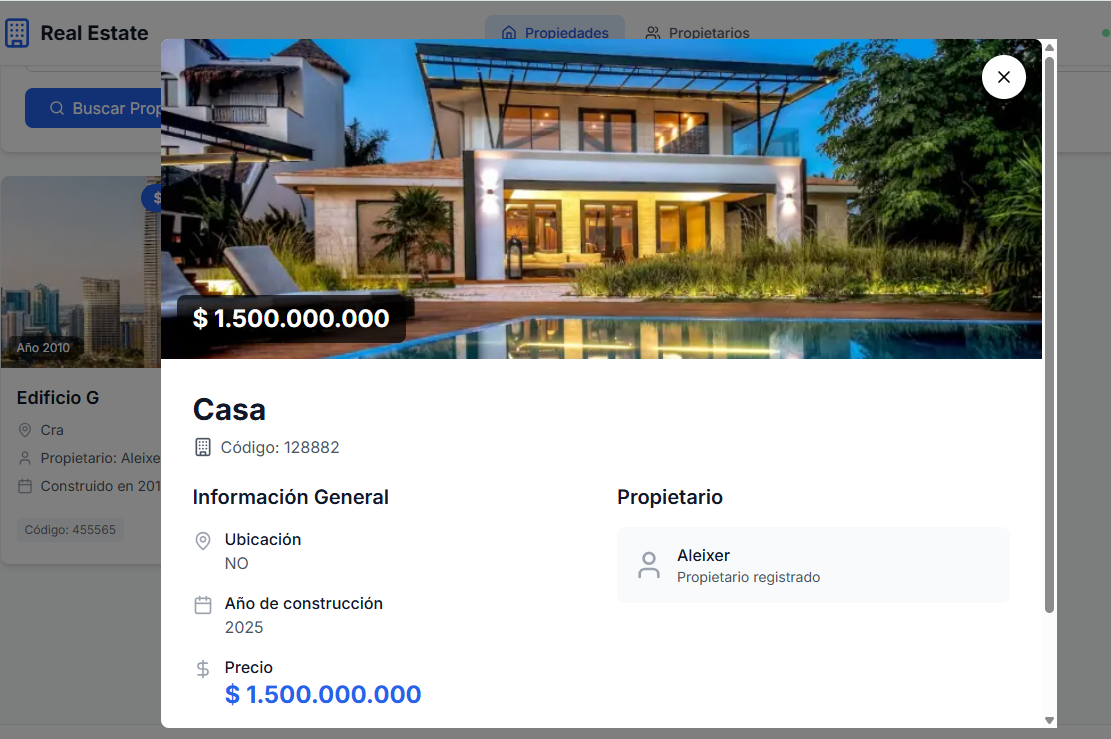 Real Estate
Propiedades
Propietarios
Buscar Prop
$
Año 2010
Edificio G
Cra
Propietario: Aleixe
Construido en 201
Código: 455565
$ 1.500.000.000
Casa
Código: 128882
Información General
Ubicación
NO
Año de construcción
2025
Precio
$ 1.500.000.000
Propietario
Aleixer
Propietario registrado